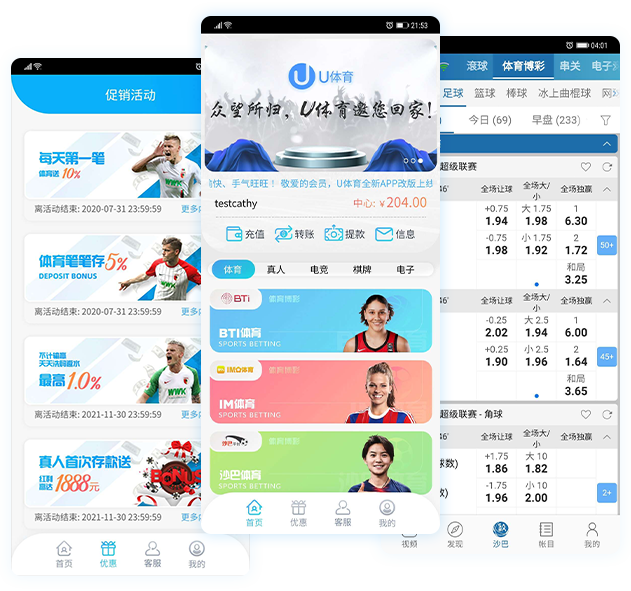 促销活动
每天第一笔
体育送 10%
离活动结束: 2020-07-31 23:59:59
更多
体育笔笔存5%
DEPOSIT BONUS
离活动结束: 2020-07-31 23:59:59
更多
不计输赢
天天洗码返水
最高1.0%
WWK
离活动结束: 2021-11-30 23:59:59
更多
真人首次存款送
红利
高达 1888元
BONUS
离活动结束: 2021-11-30 23:59:59
更多
首页
优惠
客服
我的
21:53
U体育
众望所归，U体育邀您回家!
愉快、手气旺旺！ 敬爱的会员，U体育全新APP改版上线
testcathy
中心: ¥ 204.00
充值
转账
提款
信息
体育
真人
电竞
棋牌
电子
BTi
体育博彩
BTI体育
SPORTS BETTING
IM体育
体育博彩
IM体育
SPORTS BETTING
沙巴体育
体育博彩
沙巴体育
SPORTS BETTING
首页
优惠
客服
我的
04:01
滚球
体育博彩
串关
电子
足球
篮球
棒球
冰上曲棍球
网
今日 (69)
早盘 (233)
超级联赛
46'
全场让球
全场大/小
全场独赢
-0.75
大 1.75
1
1.94
1.98
6.30
-0.75
小 1.75
2
1.98
1.92
1.72
50+
和局
3.25
全场让球
全场大/小
全场独赢
-0.25
大 2.5
1
2.02
1.94
6.00
+0.25
小 2.5
2
1.90
1.96
1.64
45+
和局
3.65
超级联赛 - 角球
46'
全场让球
全场大/小
全场独赢
+1.75
大 10
球数)
1.86
1.82
-1.75
小 10
数)
1.96
2.00
2+
视频
发现
沙巴
帐目
我的